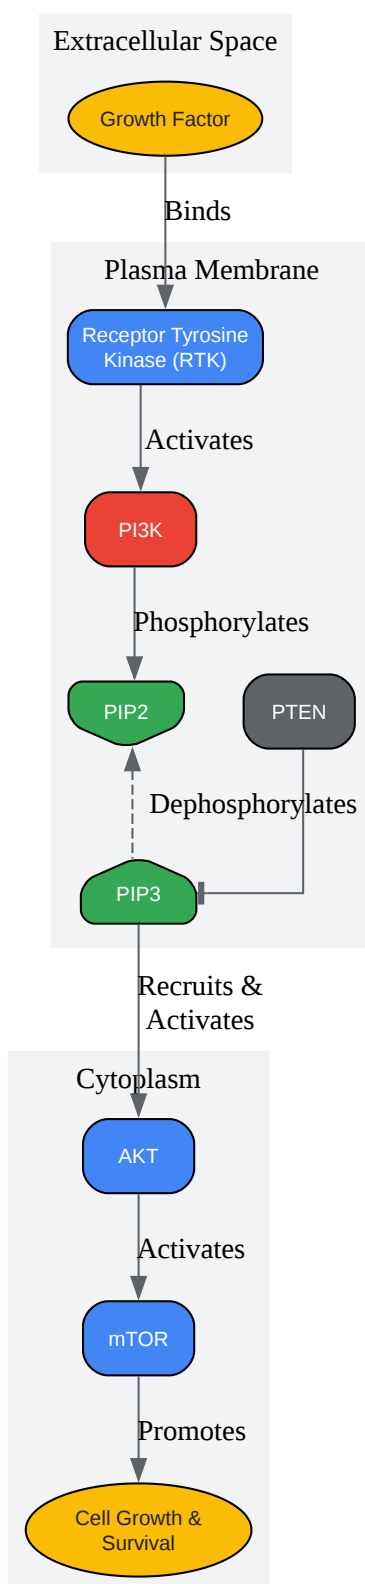 Extracellular Space
Growth Factor
Binds
Plasma Membrane
Receptor Tyrosine
Kinase (RTK)
Activates
PI3K
Phosphorylates
PIP2
PTEN
Dephosphorylates
PIP3
Recruits &
Activates
Cytoplasm
AKT
Activates
mTOR
Promotes
Cell Growth &
Survival